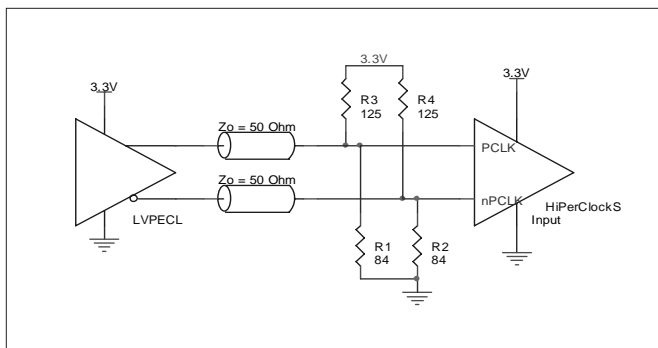 3.3V
3.3V
3.3V
R3
125
R4
125
Zo = 50 Ohm
PCLK
Zo = 50 Ohm
nPCLK
HiPerClockS
Input
LVPECL
R1
84
R2
84